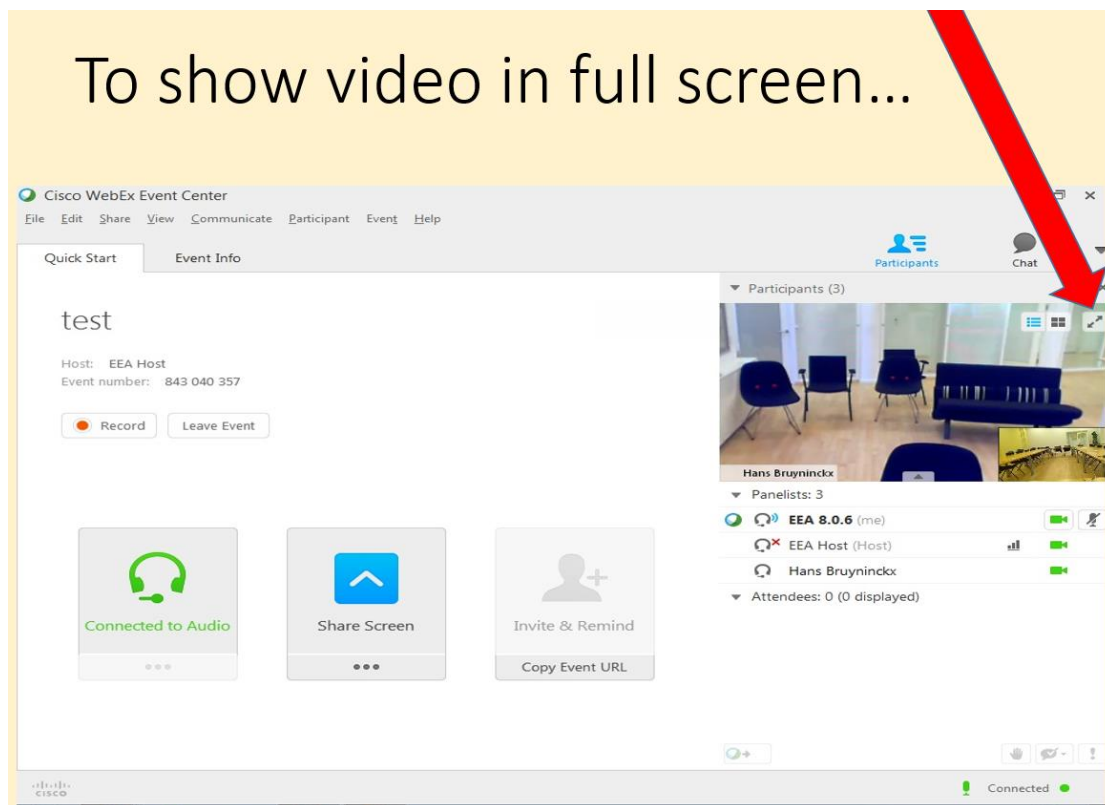 To show video in full screen...
Cisco WebEx Event Center
File Edit Share View Communicate Participant Event Help
Quick Start Event Info
Participants Chat
Participants (3)
test
Host: EEA Host
Event number: 843 040 357
Record Leave Event
Hans Bruyninckx
Panelists: 3
EEA 8.0.6 (me)
EEA Host (Host)
Hans Bruyninckx
Attendees: 0 (0 displayed)
Connected to Audio Share Screen Invite & Remind
Copy Event URL
CISCO Connected